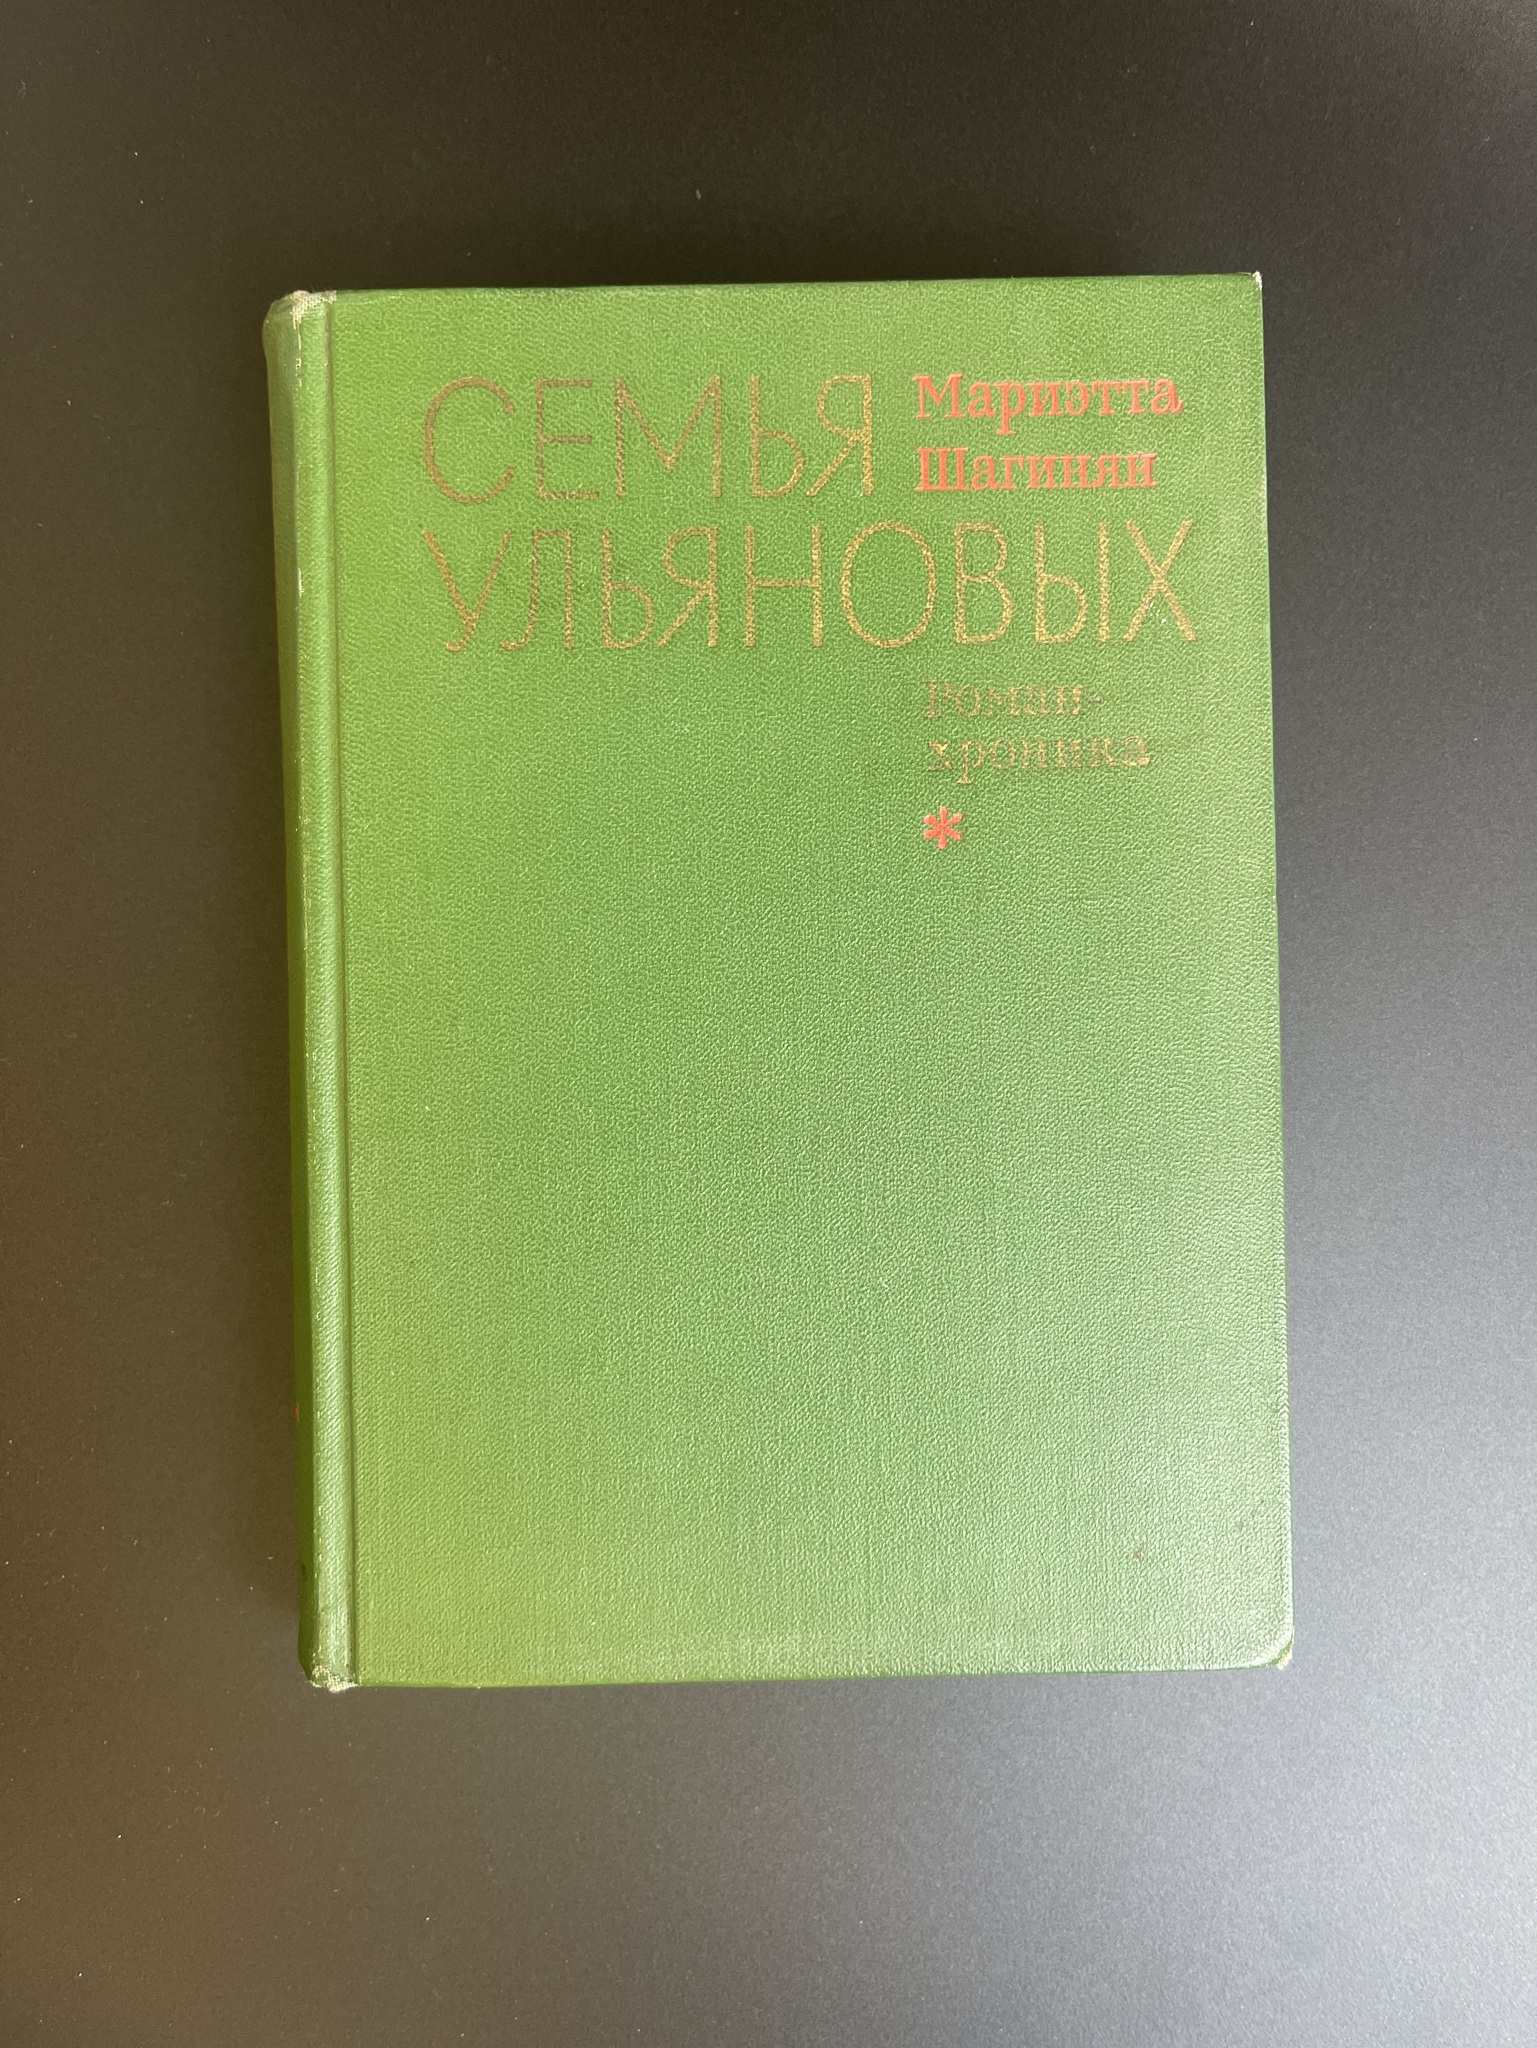 СЕМЬЯ
Мариэтта
Шагинян
УЛЬЯНОВЫХ
Роман-
хроника
*